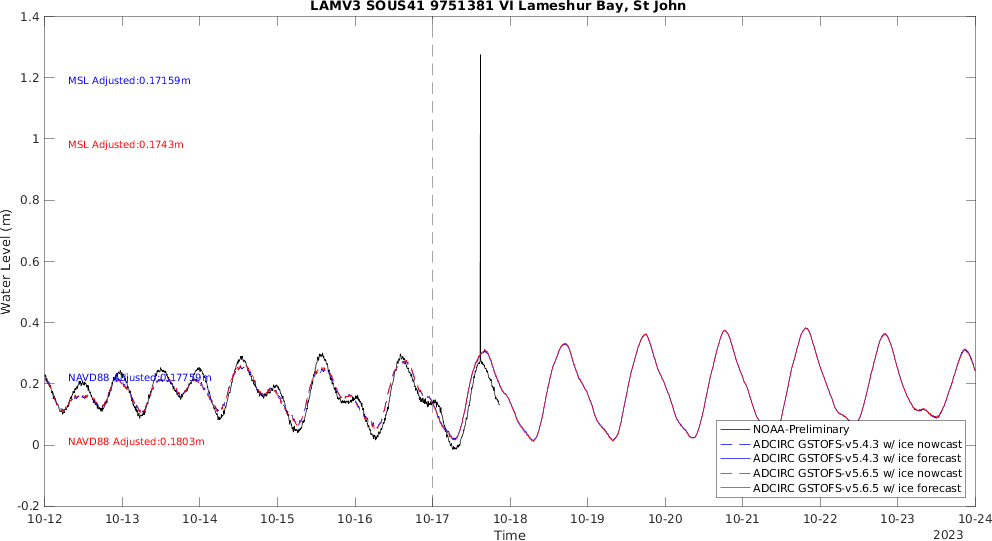 LAMV3 SOUS41 9751381 VI Lameshur Bay, St John
1.4
1.2
1
0.8
0.6
0.4
0.2
0
-0.2
Water Level (m)
MSL Adjusted:0.17159m
MSL Adjusted:0.1743m
NAVD88 Adjusted:0.17759m
NAVD88 Adjusted:0.1803m
NOAA-Preliminary
ADCIRC GSTOFS-v5.4.3 w/ ice nowcast
ADCIRC GSTOFS-v5.4.3 w/ ice forecast
ADCIRC GSTOFS-v5.6.5 w/ ice nowcast
ADCIRC GSTOFS-v5.6.5 w/ ice forecast
10-12 10-13 10-14 10-15 10-16 10-17 10-18 10-19 10-20 10-21 10-22 10-23 10-24
Time
2023